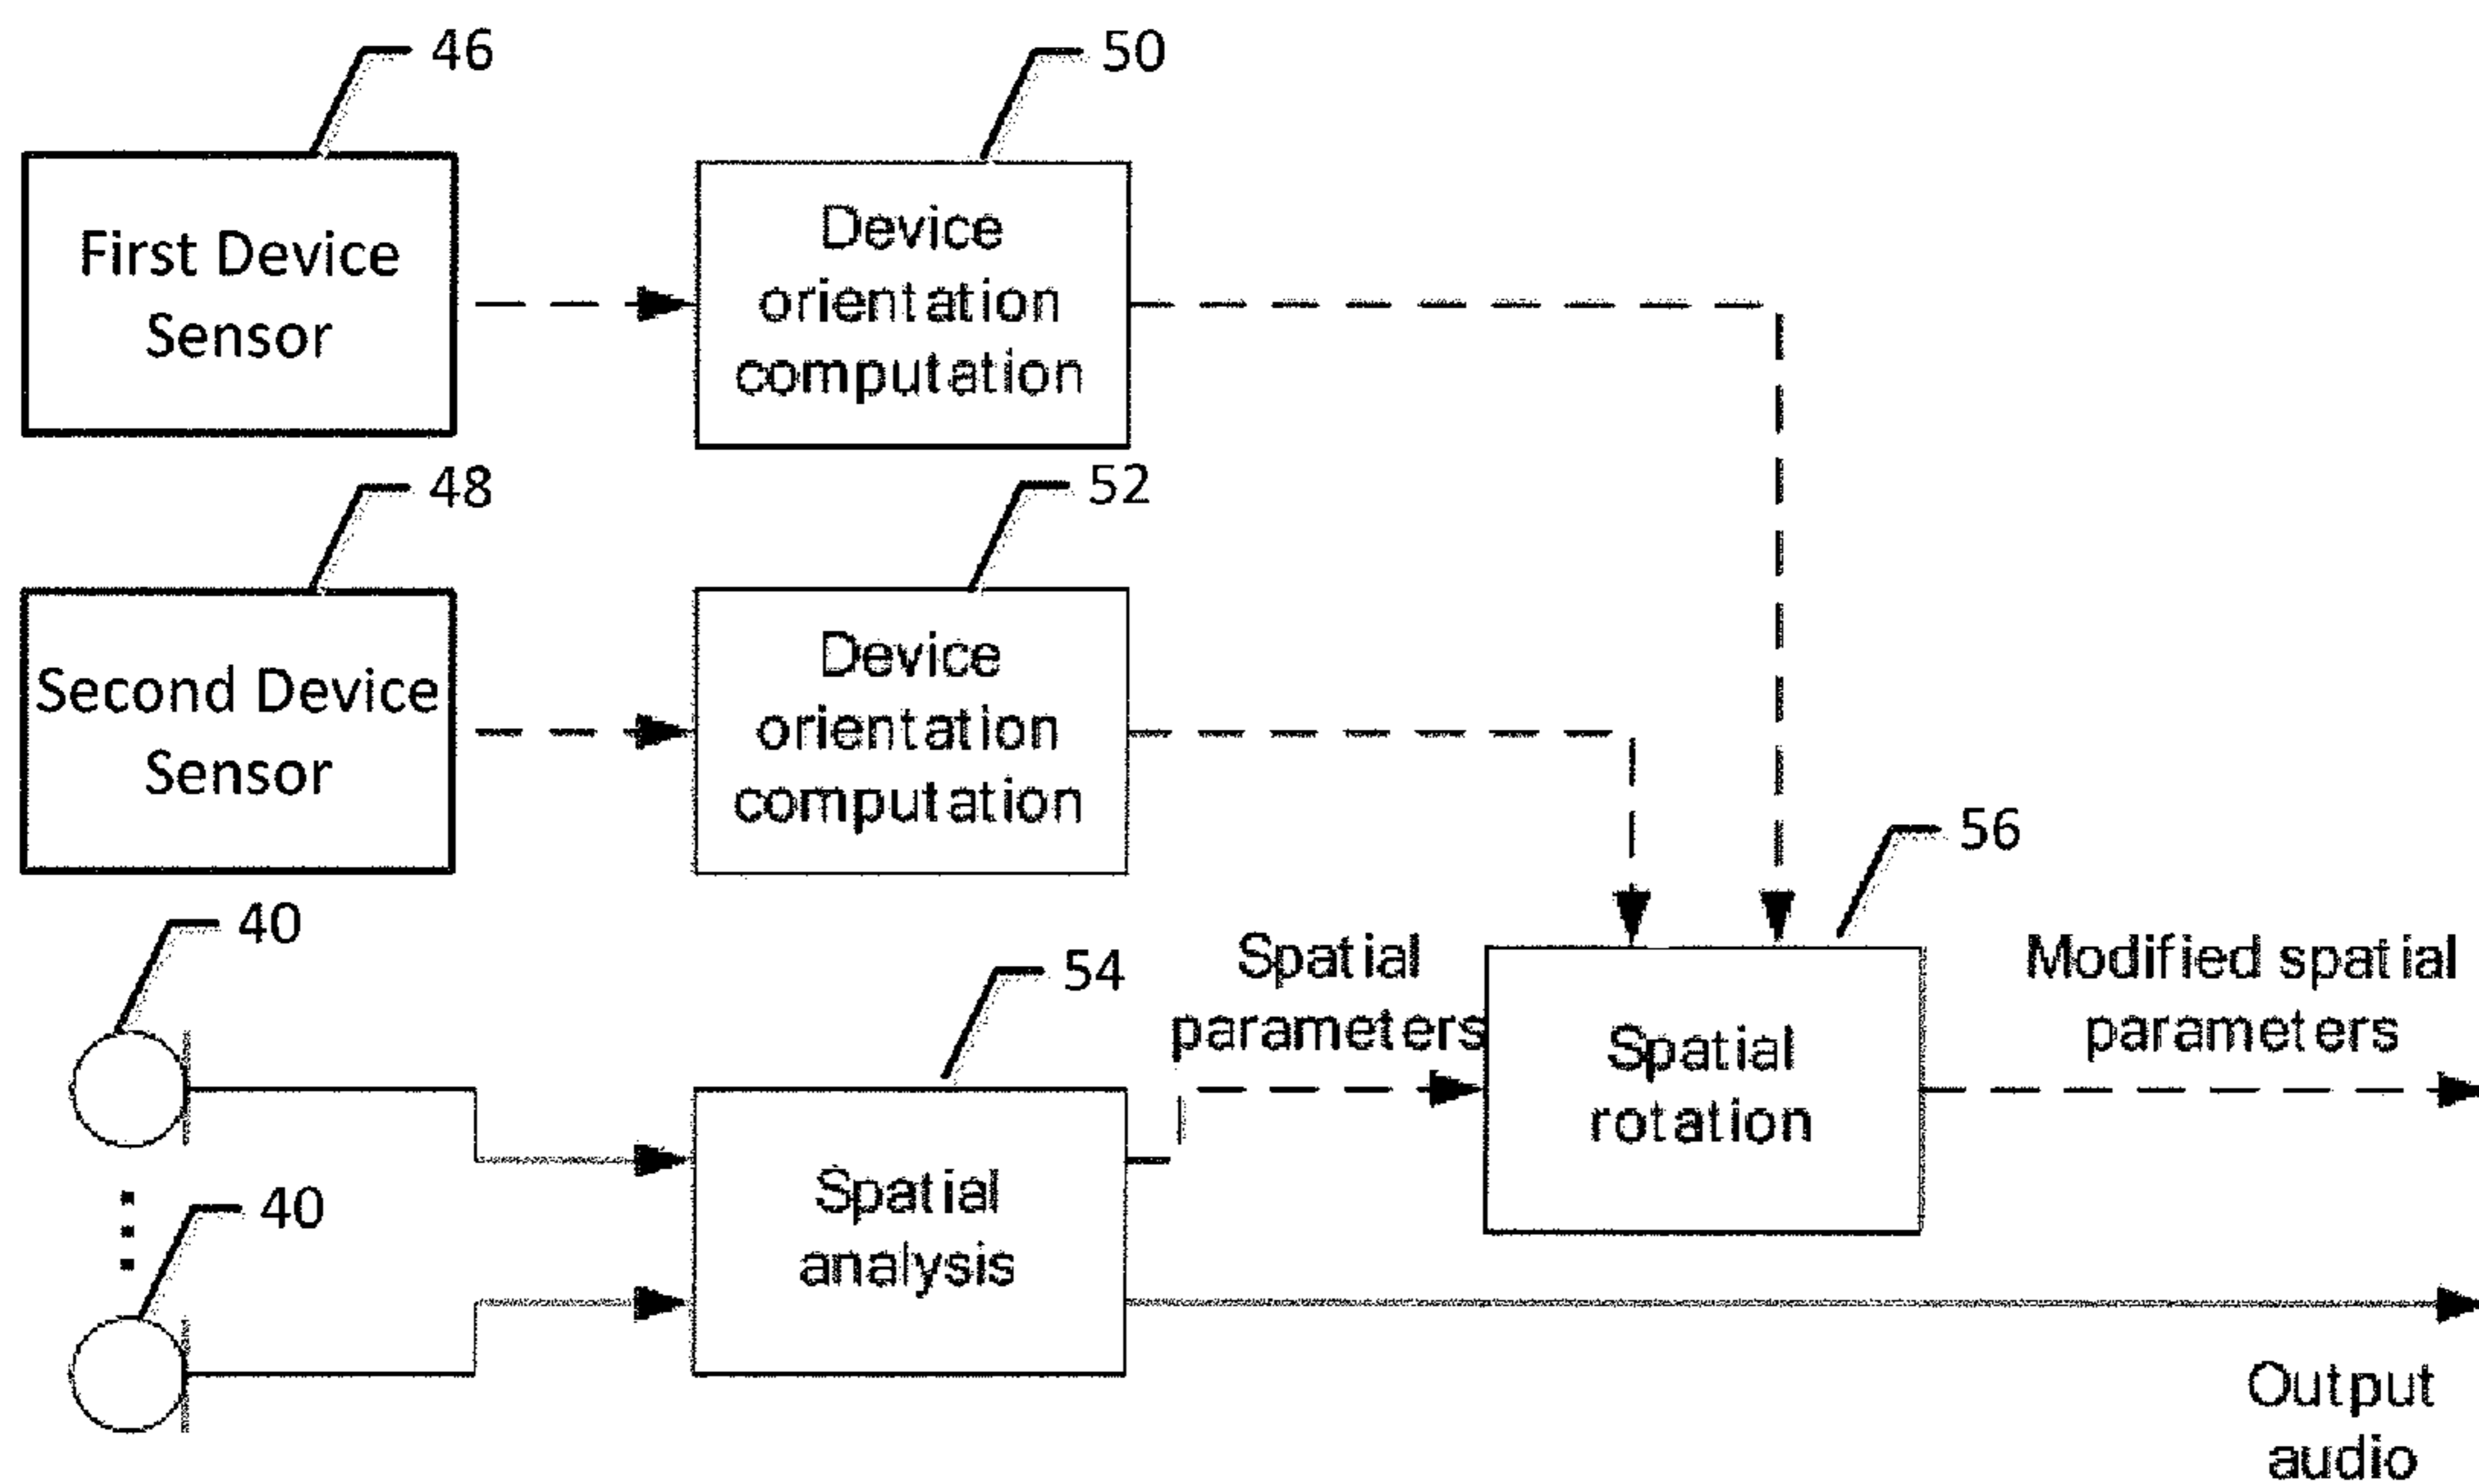 46
50
First Device
Sensor
Device
orientation
computation
48
52
Second Device
Sensor
Device
orientation
computation
56
40
54
Spatial
parameters
Modified spatial
parameters
Spatial
rotation
40
Spatial
analysis
Output
audio